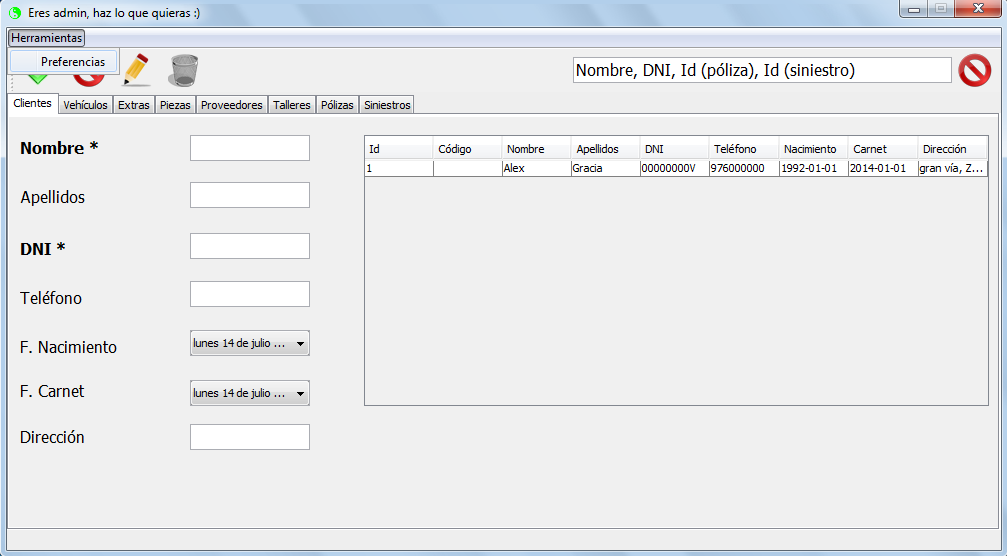 Eres admin, haz lo que quieras :)
Herramientas
Preferencias
Nombre, DNI, Id (póliza), Id (siniestro)
Clientes Vehículos Extras Piezas Proveedores Talleres Pólizas Siniestros
Nombre *
Apellidos
DNI *
Teléfono
F. Nacimiento lunes 14 de julio ...
F. Carnet lunes 14 de julio ...
Dirección
Id Código Nombre Apellidos DNI Teléfono Nacimiento Carnet Dirección
1 Alex Gracia 00000000V 976000000 1992-01-01 2014-01-01 gran vía, Z...